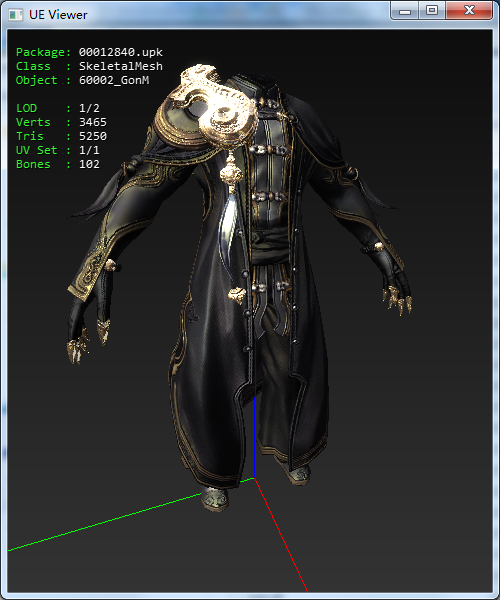 UE Viewer
Package: 00012840.upk
Class : SkeletalMesh
Object : 60002_GonM
LOD : 1/2
Verts : 3465
Tris : 5250
UV Set : 1/1
Bones : 102